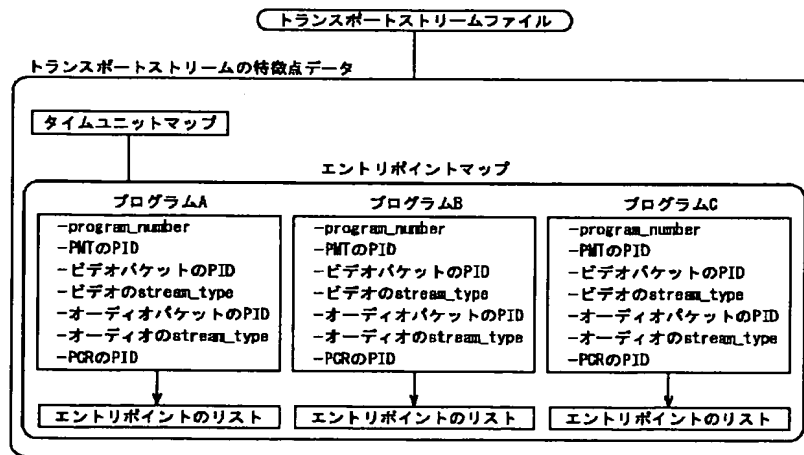 トランスポートストリームファイル
トランスポートストリームの特徴点データ
タイムユニットマップ
エントリポイントマップ
プログラムA
-program_number
-PMTのPID
-ビデオパケットのPID
-ビデオのstream_type
-オーディオパケットのPID
-オーディオのstream_type
-PCRのPID
エントリポイントのリスト
プログラムB
-program_number
-PMTのPID
-ビデオパケットのPID
-ビデオのstream_type
-オーディオパケットのPID
-オーディオのstream_type
-PCRのPID
エントリポイントのリスト
プログラムC
-program_number
-PMTのPID
-ビデオパケットのPID
-ビデオのstream_type
-オーディオパケットのPID
-オーディオのstream_type
-PCRのPID
エントリポイントのリスト